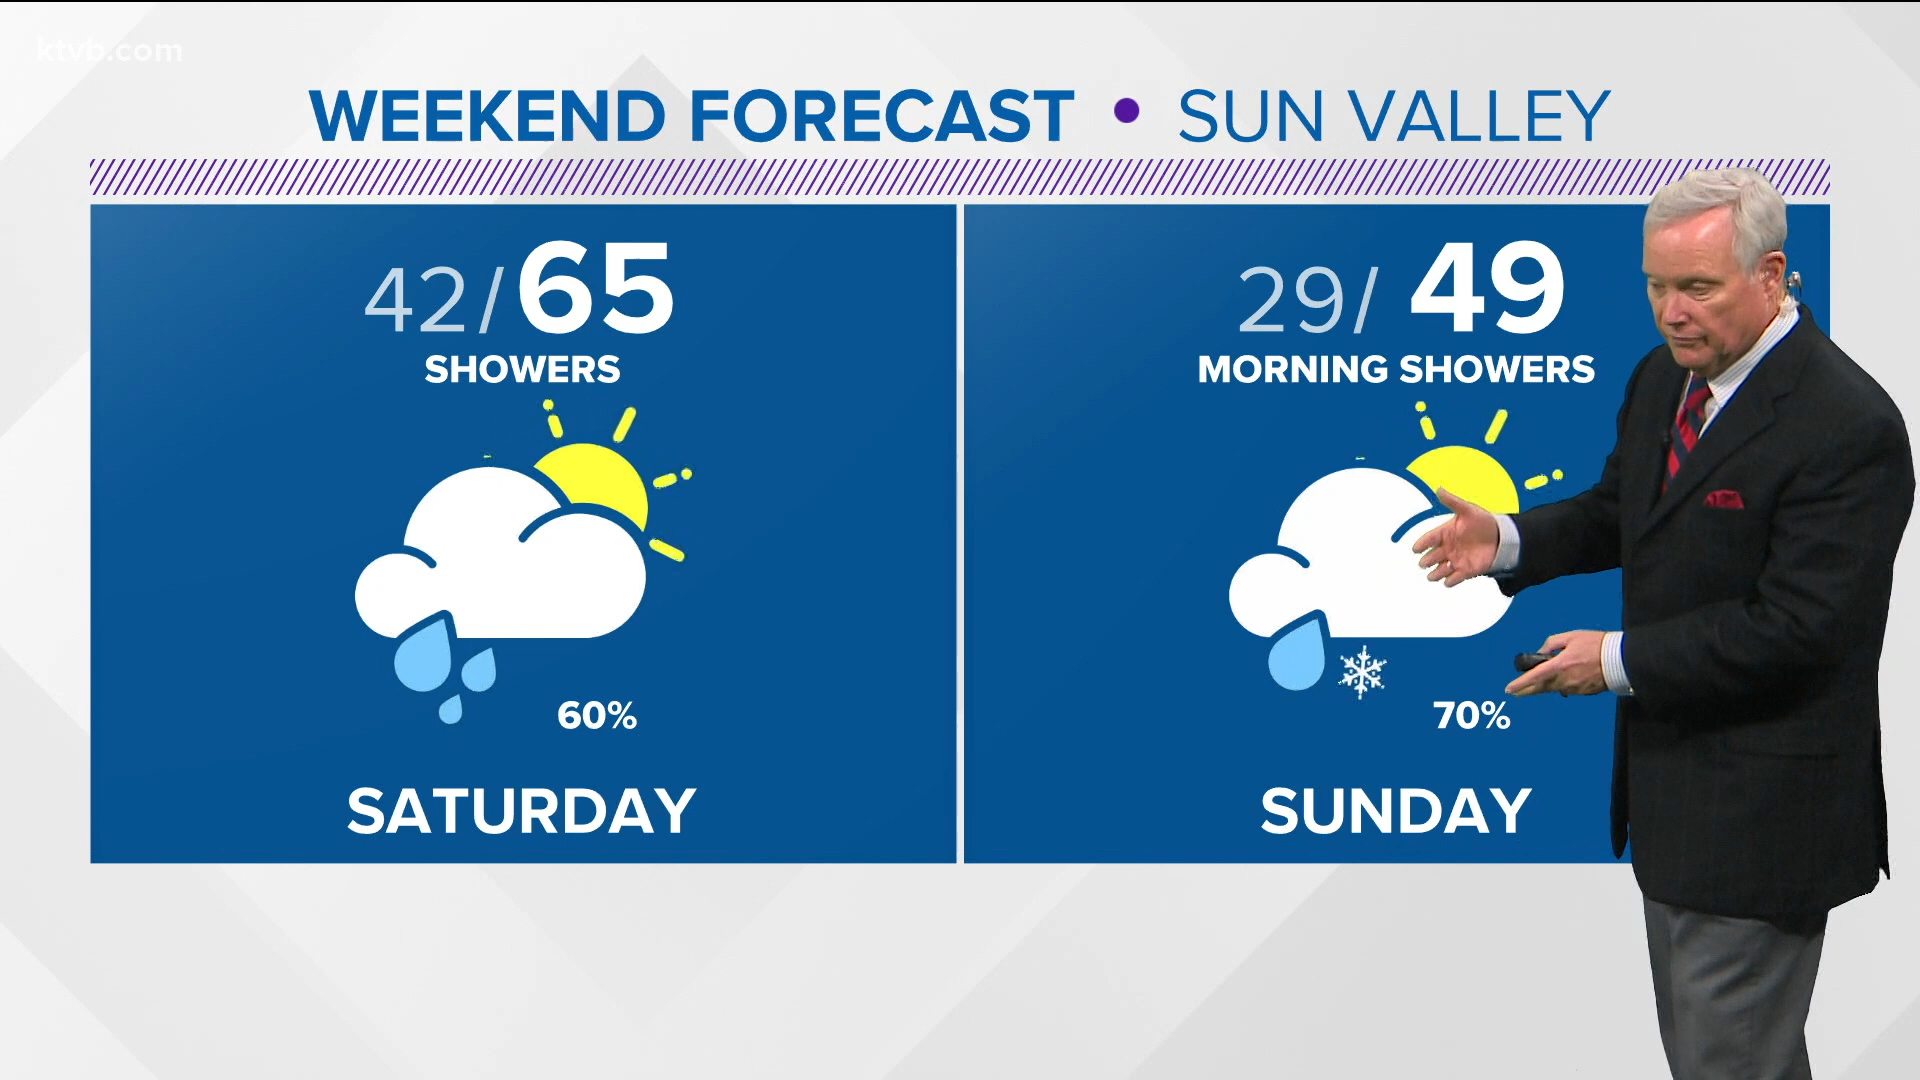 ktvb.com
WEEKEND FORECAST • SUN VALLEY
42/65
SHOWERS
60%
SATURDAY
29/ 49
MORNING SHOWERS
70%
SUNDAY